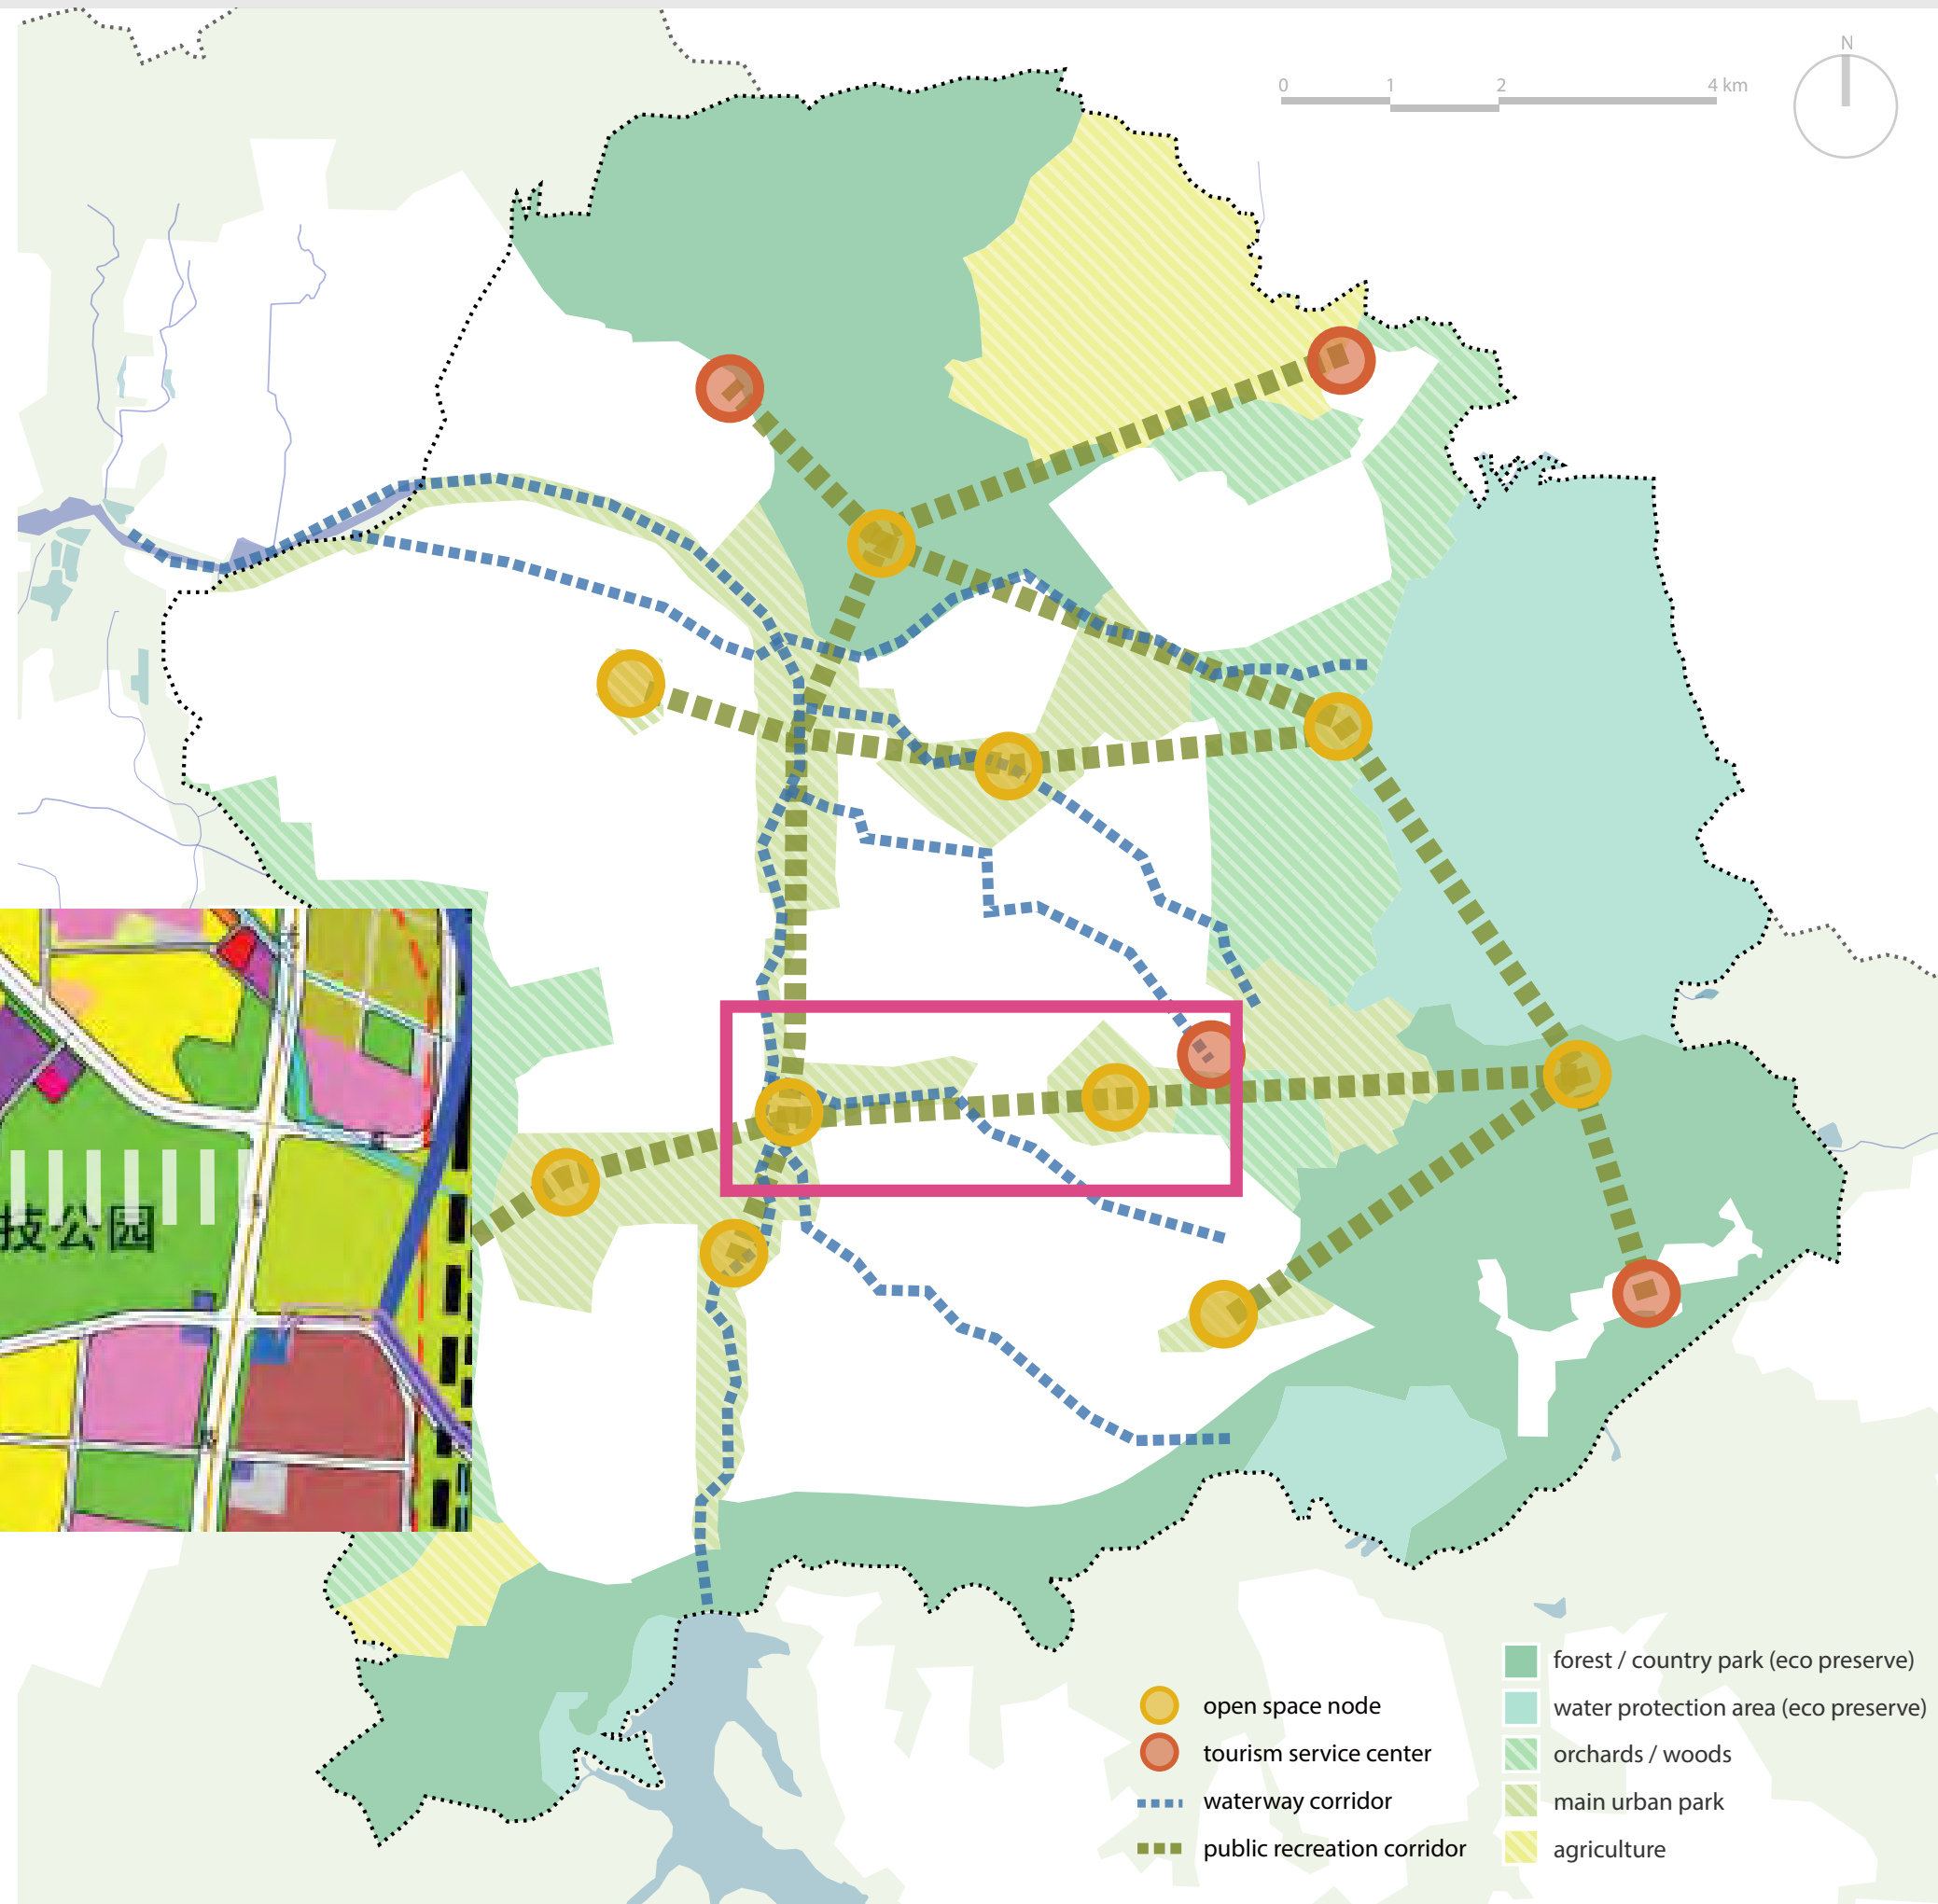 N
0 1 2 4 km
技公园
open space node
tourism service center
waterway corridor
public recreation corridor
forest / country park (eco preserve)
water protection area (eco preserve)
orchards / woods
main urban park
agriculture